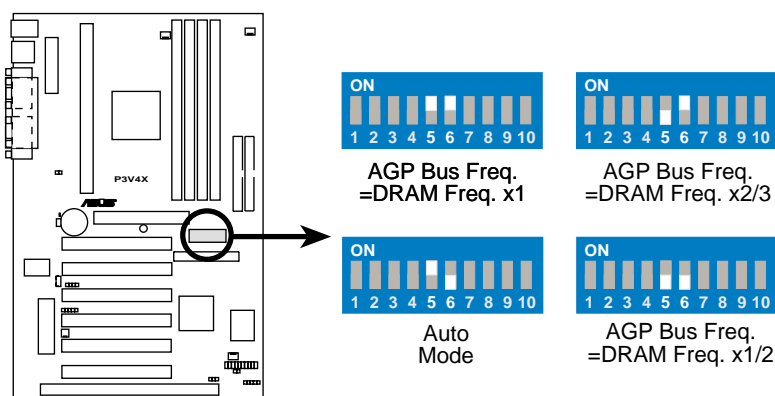 P3V4X
ASUS
ON
1 2 3 4 5 6 7 8 9 10
AGP Bus Freq.
=DRAM Freq. x1
ON
1 2 3 4 5 6 7 8 9 10
AGP Bus Freq.
=DRAM Freq. x2/3
ON
1 2 3 4 5 6 7 8 9 10
Auto
Mode
ON
1 2 3 4 5 6 7 8 9 10
AGP Bus Freq.
=DRAM Freq. x1/2